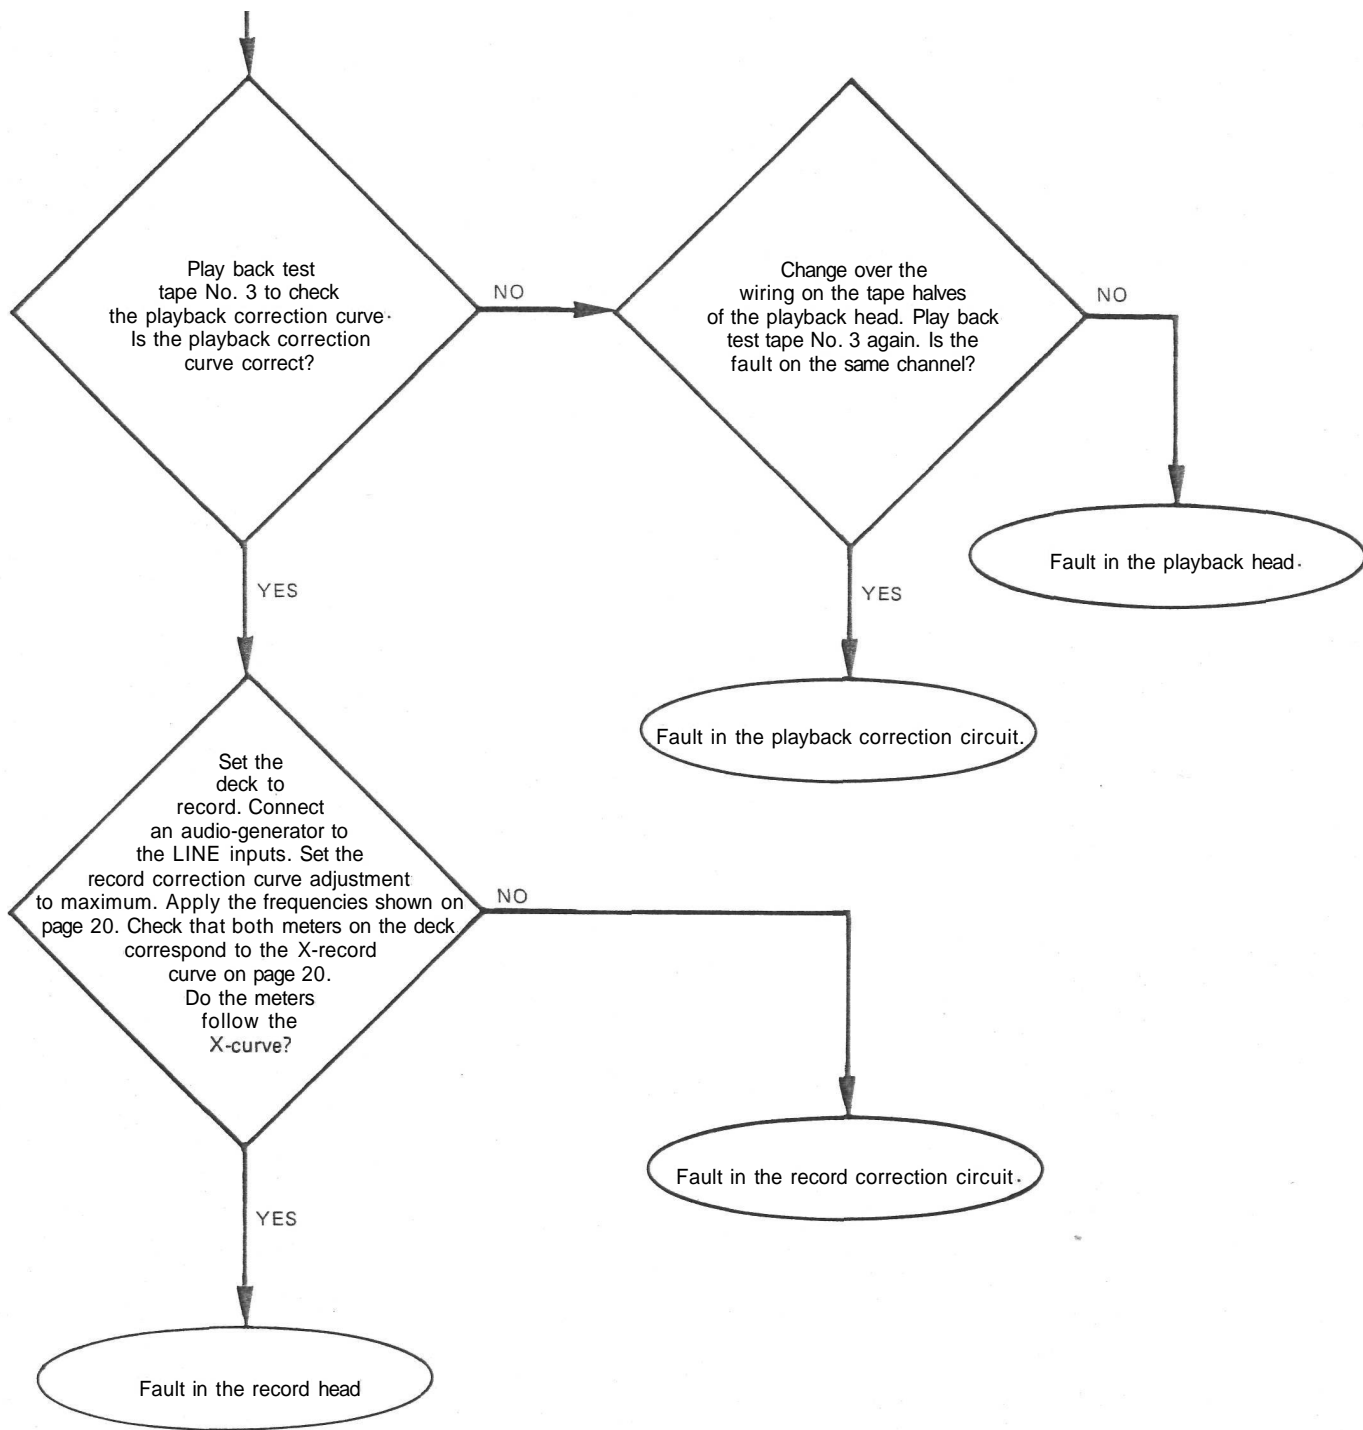 Play back test
tape No. 3 to check
the playback correction curve.
Is the playback correction
curve correct?
NO
Change over the
wiring on the tape halves
of the playback head. Play back
test tape No. 3 again. Is the
fault on the same channel?
NO
Fault in the playback head.
YES
YES
Fault in the playback correction circuit.
Set the
deck to
record. Connect
an audio-generator to
the LINE inputs. Set the
record correction curve adjustment
to maximum. Apply the frequencies shown on
page 20. Check that both meters on the deck
correspond to the X-record
curve on page 20.
Do the meters
follow the
X-curve?
NO
Fault in the record correction circuit.
YES
Fault in the record head